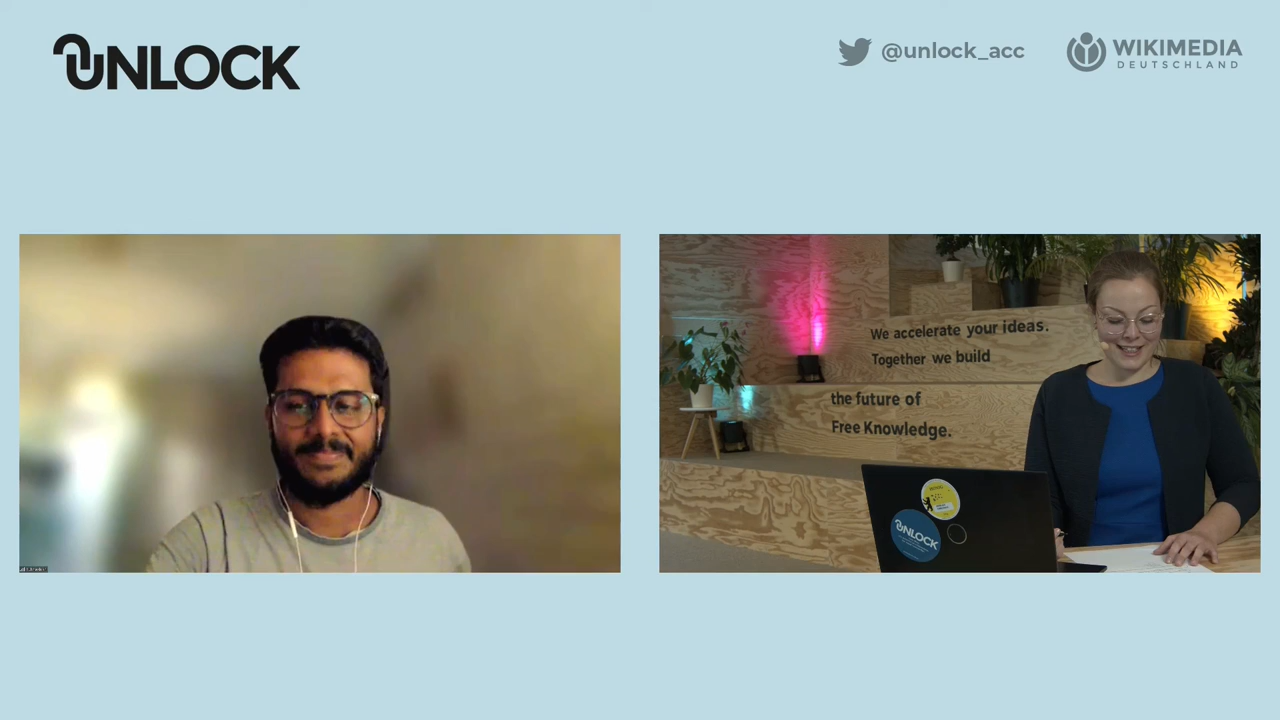 UNLOCK
@unlock_acc
WIKIMEDIA
DEUTSCHLAND
We accelerate your ideas.
Together we build
the future of
Free Knowledge.
UNLOCK